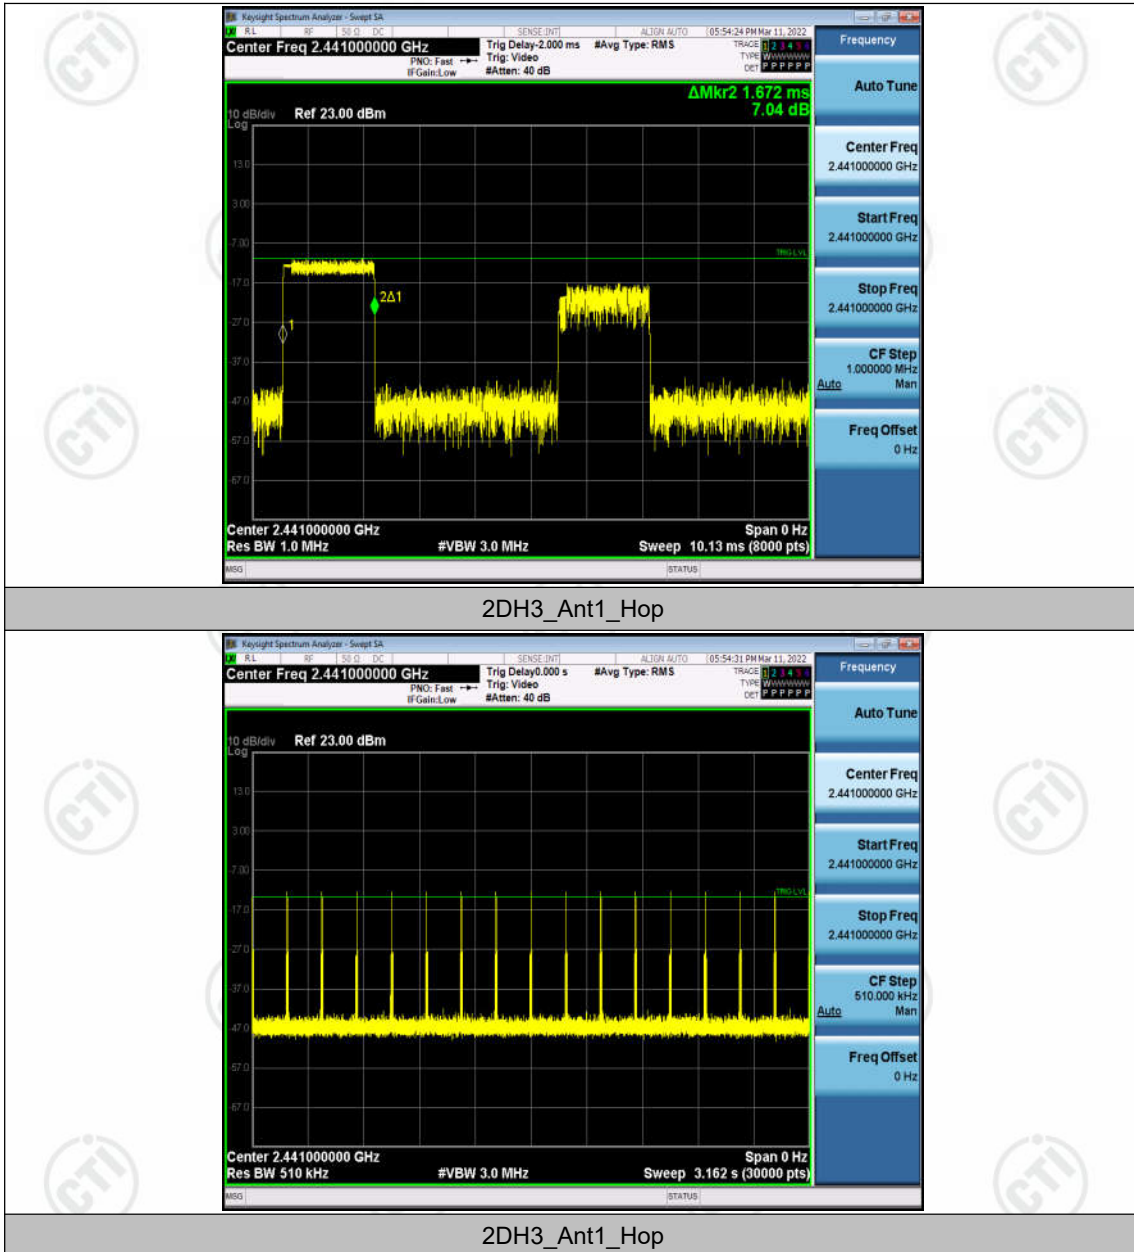 Keysight Spectrum Analyzer - Swept SA
RL RF 50 Ω DC SENSE:INT ALIGN AUTO 05:54:24 PM Mar 11, 2022
Center Freq 2.441000000 GHz
PNO: Fast
IFGain:Low
Trig Delay-2.000 ms
Trig: Video
#Atten: 40 dB
#Avg Type: RMS
TRACE 1 2 3 4 5 6
TYPE WWWWWW
DET P P P P P P
ΔMkr2 1.672 ms
7.04 dB
10 dB/div Ref 23.00 dBm
Log
13.0
3.00
-7.00
TRIG LVL
-17.0
2Δ1
-27.0
1
-37.0
-47.0
-57.0
-67.0
Center 2.441000000 GHz Span 0 Hz
Res BW 1.0 MHz #VBW 3.0 MHz Sweep 10.13 ms (8000 pts)
MSG STATUS
Frequency
Auto Tune
Center Freq
2.441000000 GHz
Start Freq
2.441000000 GHz
Stop Freq
2.441000000 GHz
CF Step
1.000000 MHz
Auto Man
Freq Offset
0 Hz
2DH3_Ant1_Hop
Keysight Spectrum Analyzer - Swept SA
RL RF 50 Ω DC SENSE:INT ALIGN AUTO 05:54:31 PM Mar 11, 2022
Center Freq 2.441000000 GHz
PNO: Fast
IFGain:Low
Trig Delay0.000 s
Trig: Video
#Atten: 40 dB
#Avg Type: RMS
TRACE 1 2 3 4 5 6
TYPE WWWWWW
DET P P P P P P
10 dB/div Ref 23.00 dBm
Log
13.0
3.00
-7.00
TRIG LVL
-17.0
-27.0
-37.0
-47.0
-57.0
-67.0
Center 2.441000000 GHz Span 0 Hz
Res BW 510 kHz #VBW 3.0 MHz Sweep 3.162 s (30000 pts)
MSG STATUS
Frequency
Auto Tune
Center Freq
2.441000000 GHz
Start Freq
2.441000000 GHz
Stop Freq
2.441000000 GHz
CF Step
510.000 kHz
Auto Man
Freq Offset
0 Hz
2DH3_Ant1_Hop
CTI
CTI
CTI
CTI
CTI
CTI
CTI
CTI